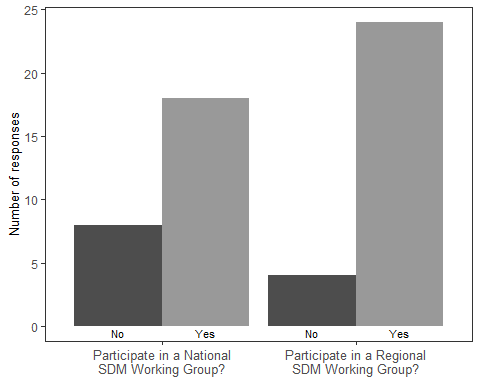 25
20
15
10
5
0
Number of responses
No
Yes
No
Yes
Participate in a National
SDM Working Group?
Participate in a Regional
SDM Working Group?